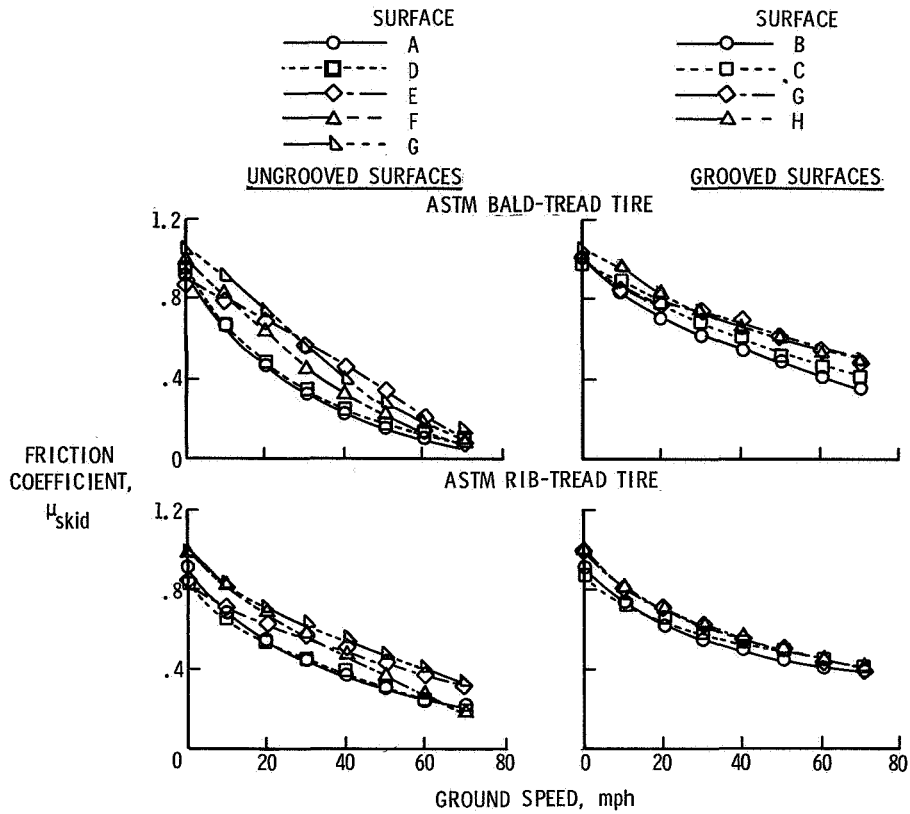 SURFACE
A
D
E
F
G
UNGROOVED SURFACES
SURFACE
B
C
G
H
GROOVED SURFACES
ASTM BALD-TREAD TIRE
1.2
.8
.4
0
FRICTION
COEFFICIENT,
μskid
ASTM RIB-TREAD TIRE
1.2
.8
.4
0
0 20 40 60 80
0 20 40 60 80
GROUND SPEED, mph